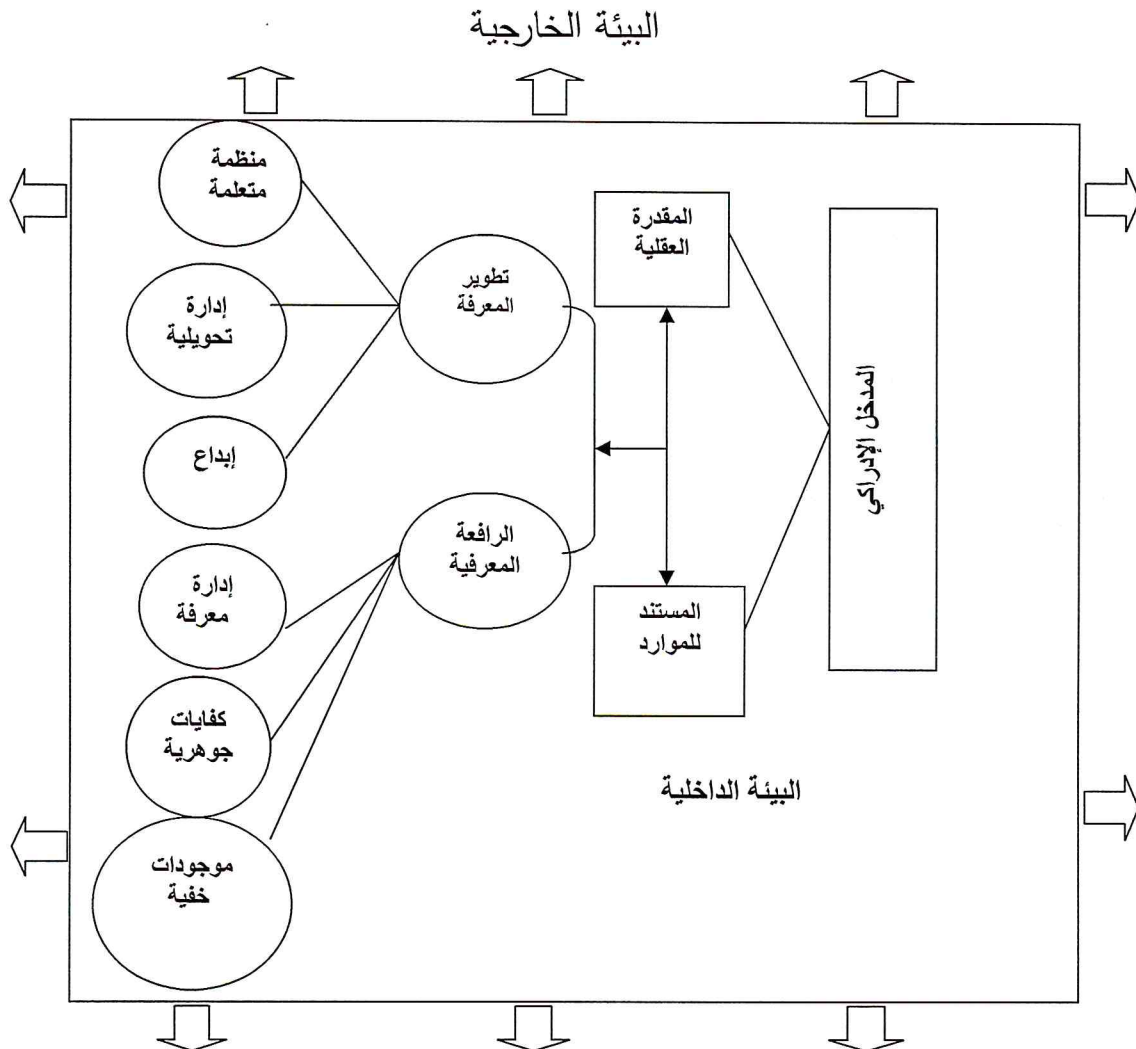 البيئة الخارجية
المدخل الإدراكي
المقدرة
العقلية
المستند
للموارد
تطوير
المعرفة
الرافعة
المعرفية
منظمة
متعلمة
إدارة
تحويلية
إبداع
إدارة
معرفة
كفايات
جوهرية
موجودات
خفية
البيئة الداخلية